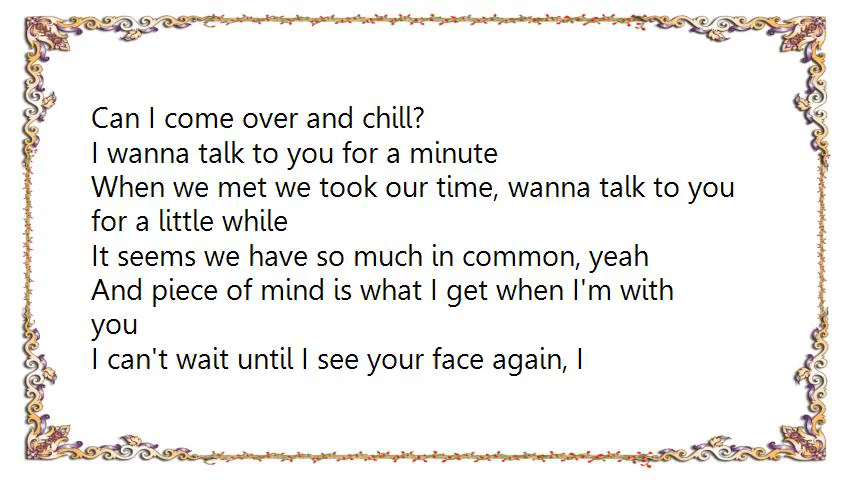 Can I come over and chill?
I wanna talk to you for a minute
When we met we took our time, wanna talk to you
for a little while
It seems we have so much in common, yeah
And piece of mind is what I get when I'm with
you
I can't wait until I see your face again, I